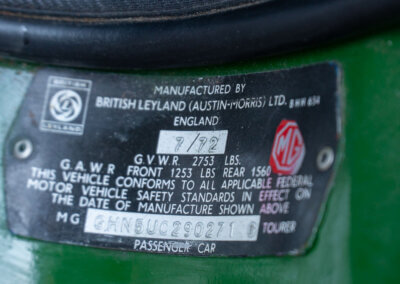 MANUFACTURED BY
BRITISH LEYLAND (AUSTIN-MORRIS) LTD. BHH 634
ENGLAND
BRITISH
LEYLAND
7/72
MG
G.V.W.R. 2753 LBS.
G A.W.R FRONT 1253 LBS REAR 1560
THIS VEHICLE CONFORMS TO ALL APPLICABLE FEDERAL
MOTOR VEHICLE SAFETY STANDARDS IN EFFECT ON
THE DATE OF MANUFACTURE SHOWN ABOVE
MG GHN5UC290271 G TOURER
PASSENGER CAR